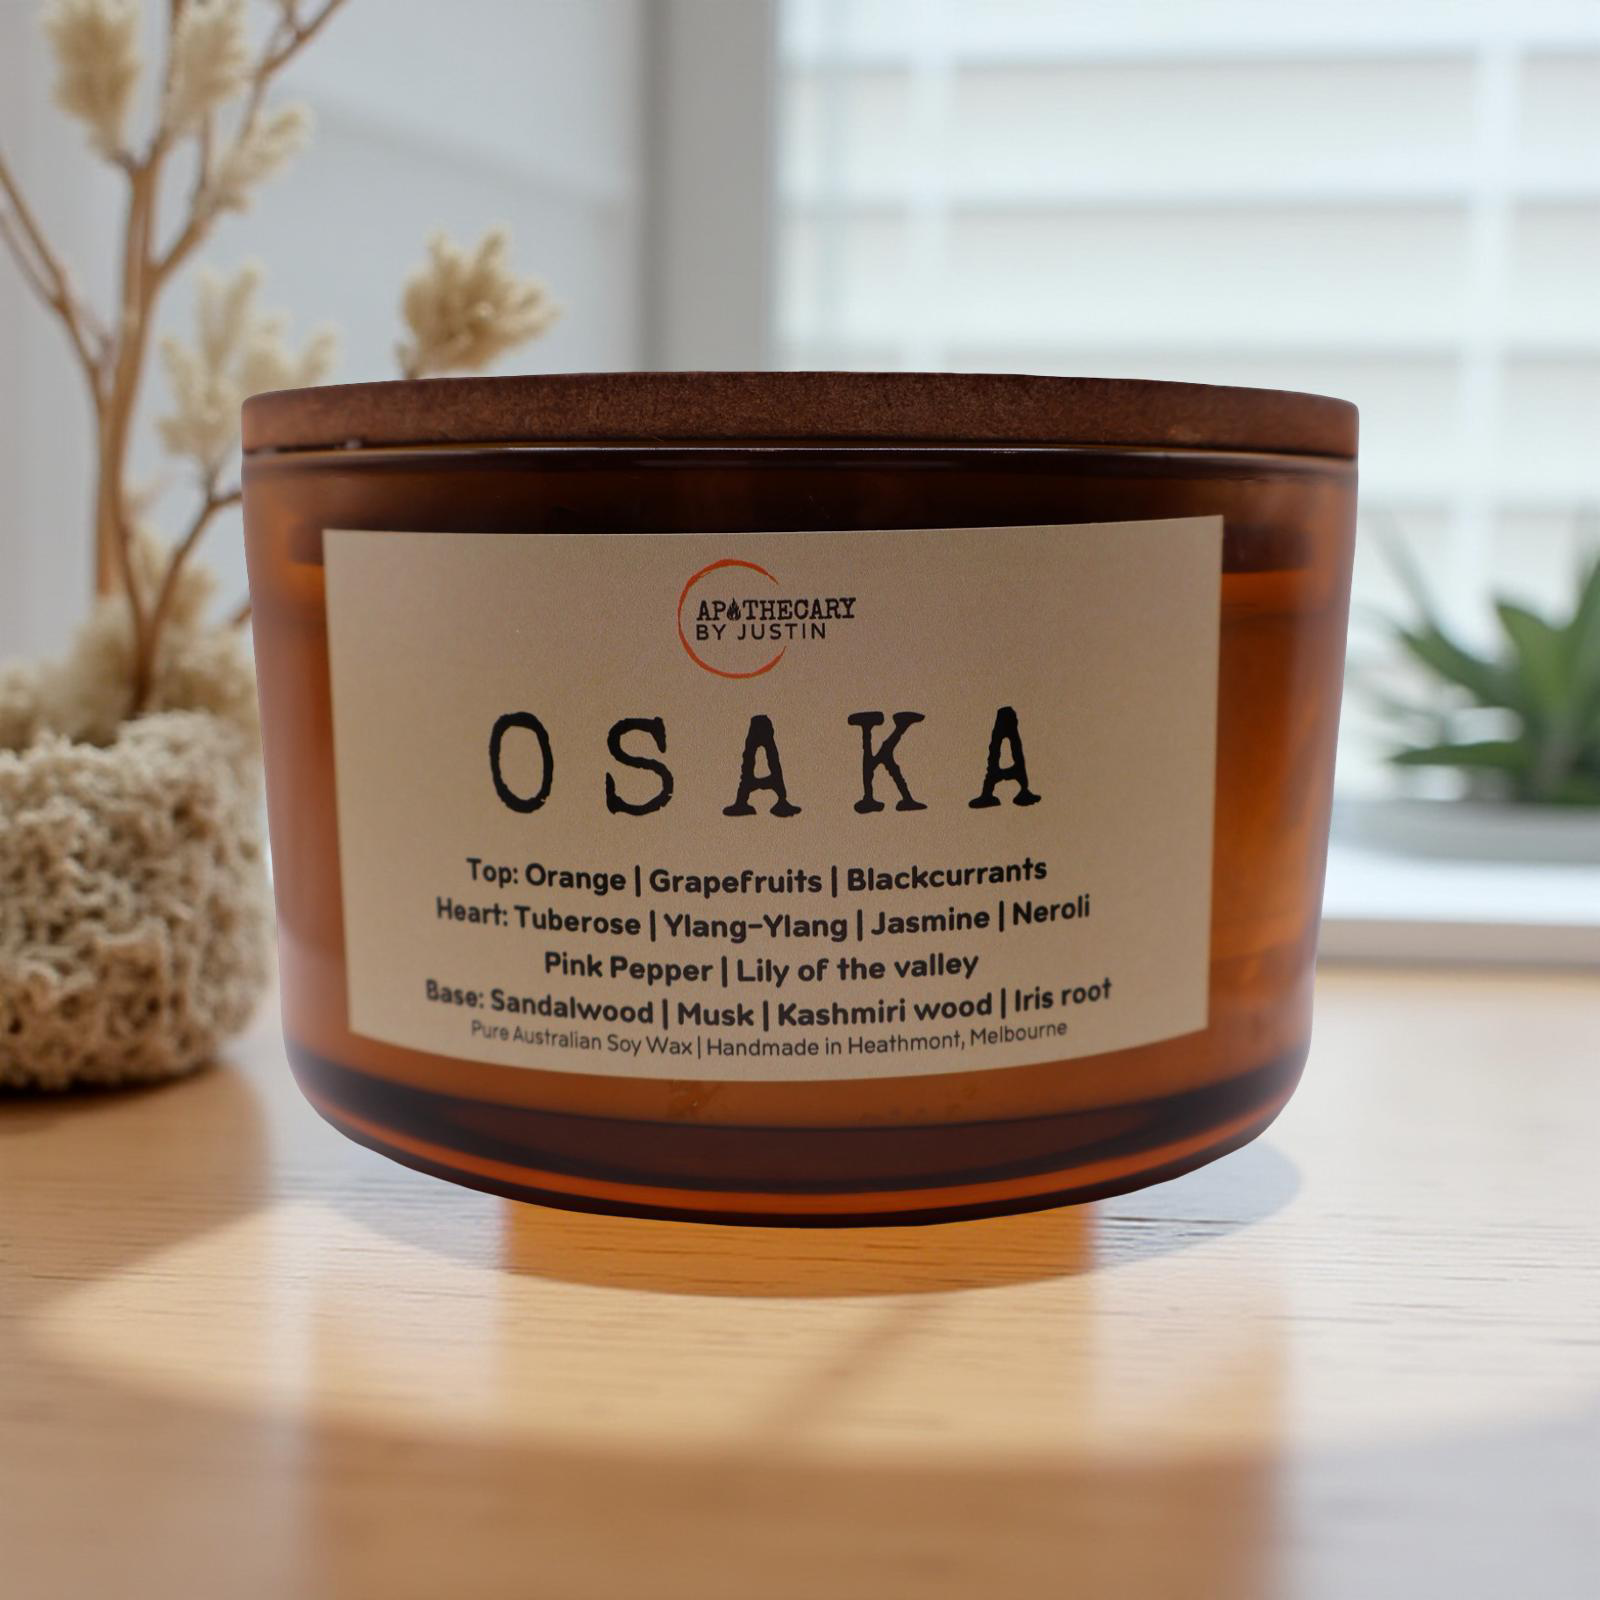 APOTHECARY
BY JUSTIN
OSAKA
Top: Orange | Grapefruits | Blackcurrants
Heart: Tuberose | Ylang-Ylang | Jasmine | Neroli
Pink Pepper | Lily of the valley
Base: Sandalwood | Musk | Kashmiri wood | Iris root
Pure Australian Soy Wax | Handmade in Heathmont, Melbourne